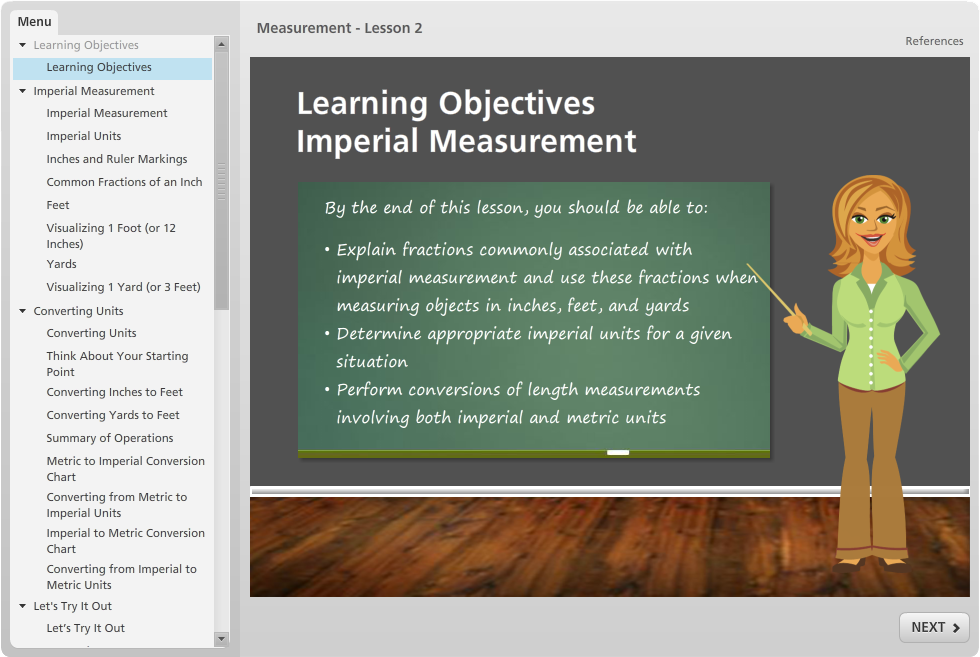 Menu
Learning Objectives
Learning Objectives
Imperial Measurement
Imperial Measurement
Imperial Units
Inches and Ruler Markings
Common Fractions of an Inch
Feet
Visualizing 1 Foot (or 12
Inches)
Yards
Visualizing 1 Yard (or 3 Feet)
Converting Units
Converting Units
Think About Your Starting
Point
Converting Inches to Feet
Converting Yards to Feet
Summary of Operations
Metric to Imperial Conversion
Chart
Converting from Metric to
Imperial Units
Imperial to Metric Conversion
Chart
Converting from Imperial to
Metric Units
Let's Try It Out
Let's Try It Out
Measurement - Lesson 2
References
Learning Objectives
Imperial Measurement
By the end of this lesson, you should be able to:
• Explain fractions commonly associated with
imperial measurement and use these fractions when
measuring objects in inches, feet, and yards
• Determine appropriate imperial units for a given
situation
• Perform conversions of length measurements
involving both imperial and metric units
NEXT